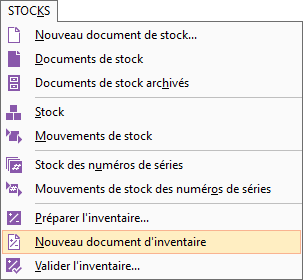 STOCKS
Nouveau document de stock...
Documents de stock
Documents de stock archivés
Stock
Mouvements de stock
Stock des numéros de séries
Mouvements de stock des numéros de séries
Préparer l'inventaire...
Nouveau document d'inventaire
Valider l'inventaire...